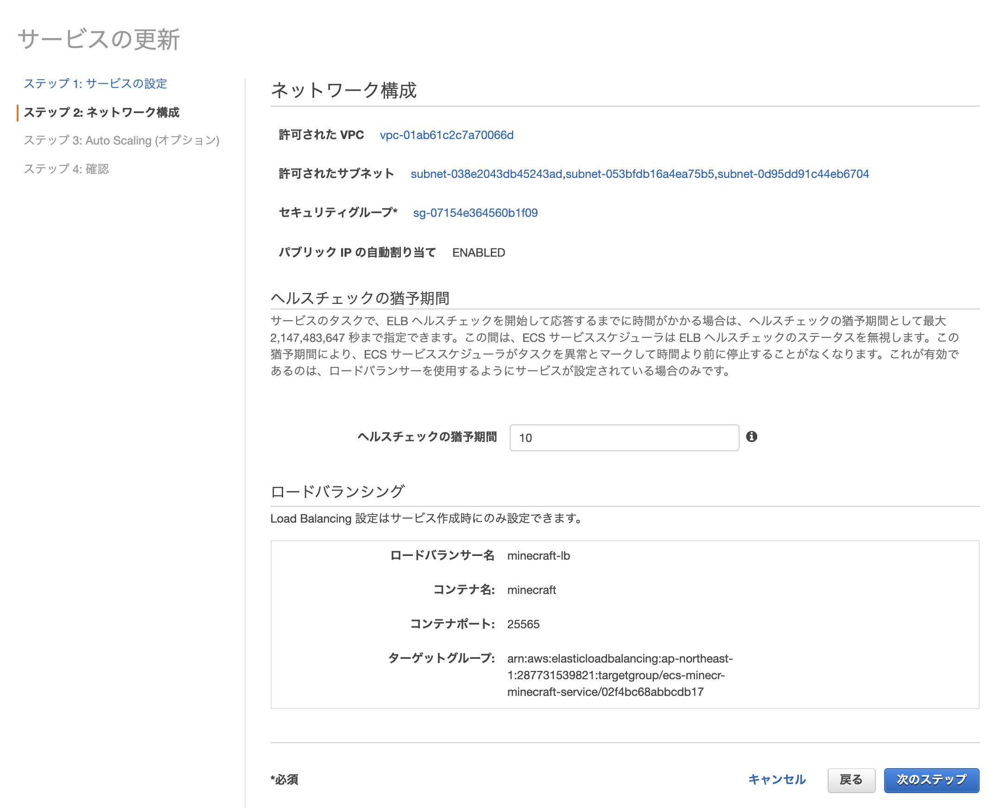 サービスの更新
ステップ 1: サービスの設定
ステップ 2: ネットワーク構成
ステップ 3: Auto Scaling (オプション)
ステップ 4: 確認
ネットワーク構成
許可された VPC vpc-01ab61c2c7a70066d
許可されたサブネット subnet-038e2043db45243ad,subnet-053bfdb16a4ea75b5,subnet-0d95dd91c44eb6704
セキュリティグループ* sg-07154e364560b1f09
パブリック IP の自動割り当て ENABLED
ヘルスチェックの猶予期間
サービスのタスクで、ELB ヘルスチェックを開始して応答するまでに時間がかかる場合は、ヘルスチェックの猶予期間として最大
2,147,483,647 秒まで指定できます。この間は、ECS サービススケジューラは ELB ヘルスチェックのステータスを無視します。この
猶予期間により、ECS サービススケジューラがタスクを異常とマークして時間より前に停止することがなくなります。これが有効で
あるのは、ロードバランサーを使用するようにサービスが設定されている場合のみです。
ヘルスチェックの猶予期間 10
ロードバランシング
Load Balancing 設定はサービス作成時にのみ設定できます。
ロードバランサー名 minecraft-lb
コンテナ名: minecraft
コンテナポート: 25565
ターゲットグループ: arn:aws:elasticloadbalancing:ap-northeast-
1:287731539821:targetgroup/ecs-minecr-
minecraft-service/02f4bc68abbcdb17
*必須
キャンセル 戻る 次のステップ